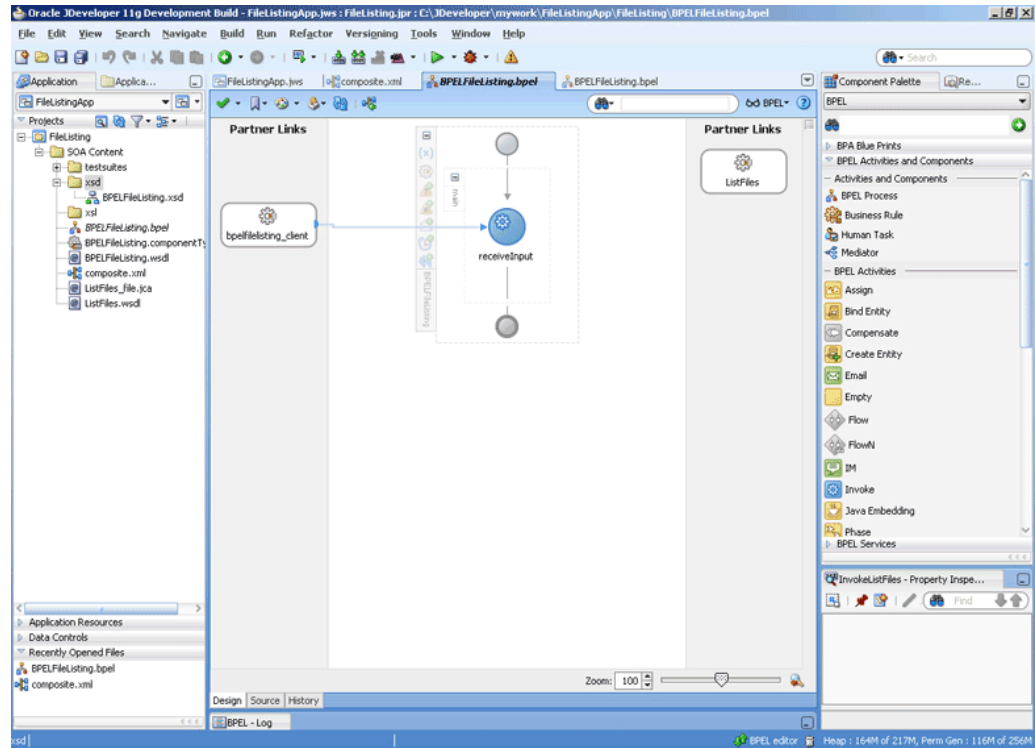 Oracle JDeveloper 11g Development Build - FileListingApp.jws : FileListing.jpr : C:\JDeveloper\mywork\FileListingApp\FileListing\BPELFileListing.bpel
File Edit View Search Navigate Build Run Refactor Versioning Tools Window Help
Search
Application
Applica...
FileListingApp
Projects
FileListing
SOA Content
testsuites
xsd
BPELFileListing.xsd
xsl
BPELFileListing.bpel
BPELFileListing.componentTy
BPELFileListing.wsdl
composite.xml
ListFiles_file.jca
ListFiles.wsdl
Application Resources
Data Controls
Recently Opened Files
BPELFileListing.bpel
composite.xml
FileListingApp.jws
composite.xml
BPELFileListing.bpel
BPELFileListing.bpel
BPEL
Partner Links
bpelfilelisting_client
(x)
main
BPELFileListing
receiveInput
Partner Links
ListFiles
Zoom: 100
Design Source History
BPEL - Log
Component Palette
Re...
BPEL
BPA Blue Prints
BPEL Activities and Components
Activities and Components
BPEL Process
Business Rule
Human Task
Mediator
BPEL Activities
Assign
Bind Entity
Compensate
Create Entity
Email
Empty
Flow
FlowN
IM
Invoke
Java Embedding
Phase
BPEL Services
InvokeListFiles - Property Inspe...
Find
xsd
BPEL editor
Heap : 164M of 217M, Perm Gen : 116M of 256M